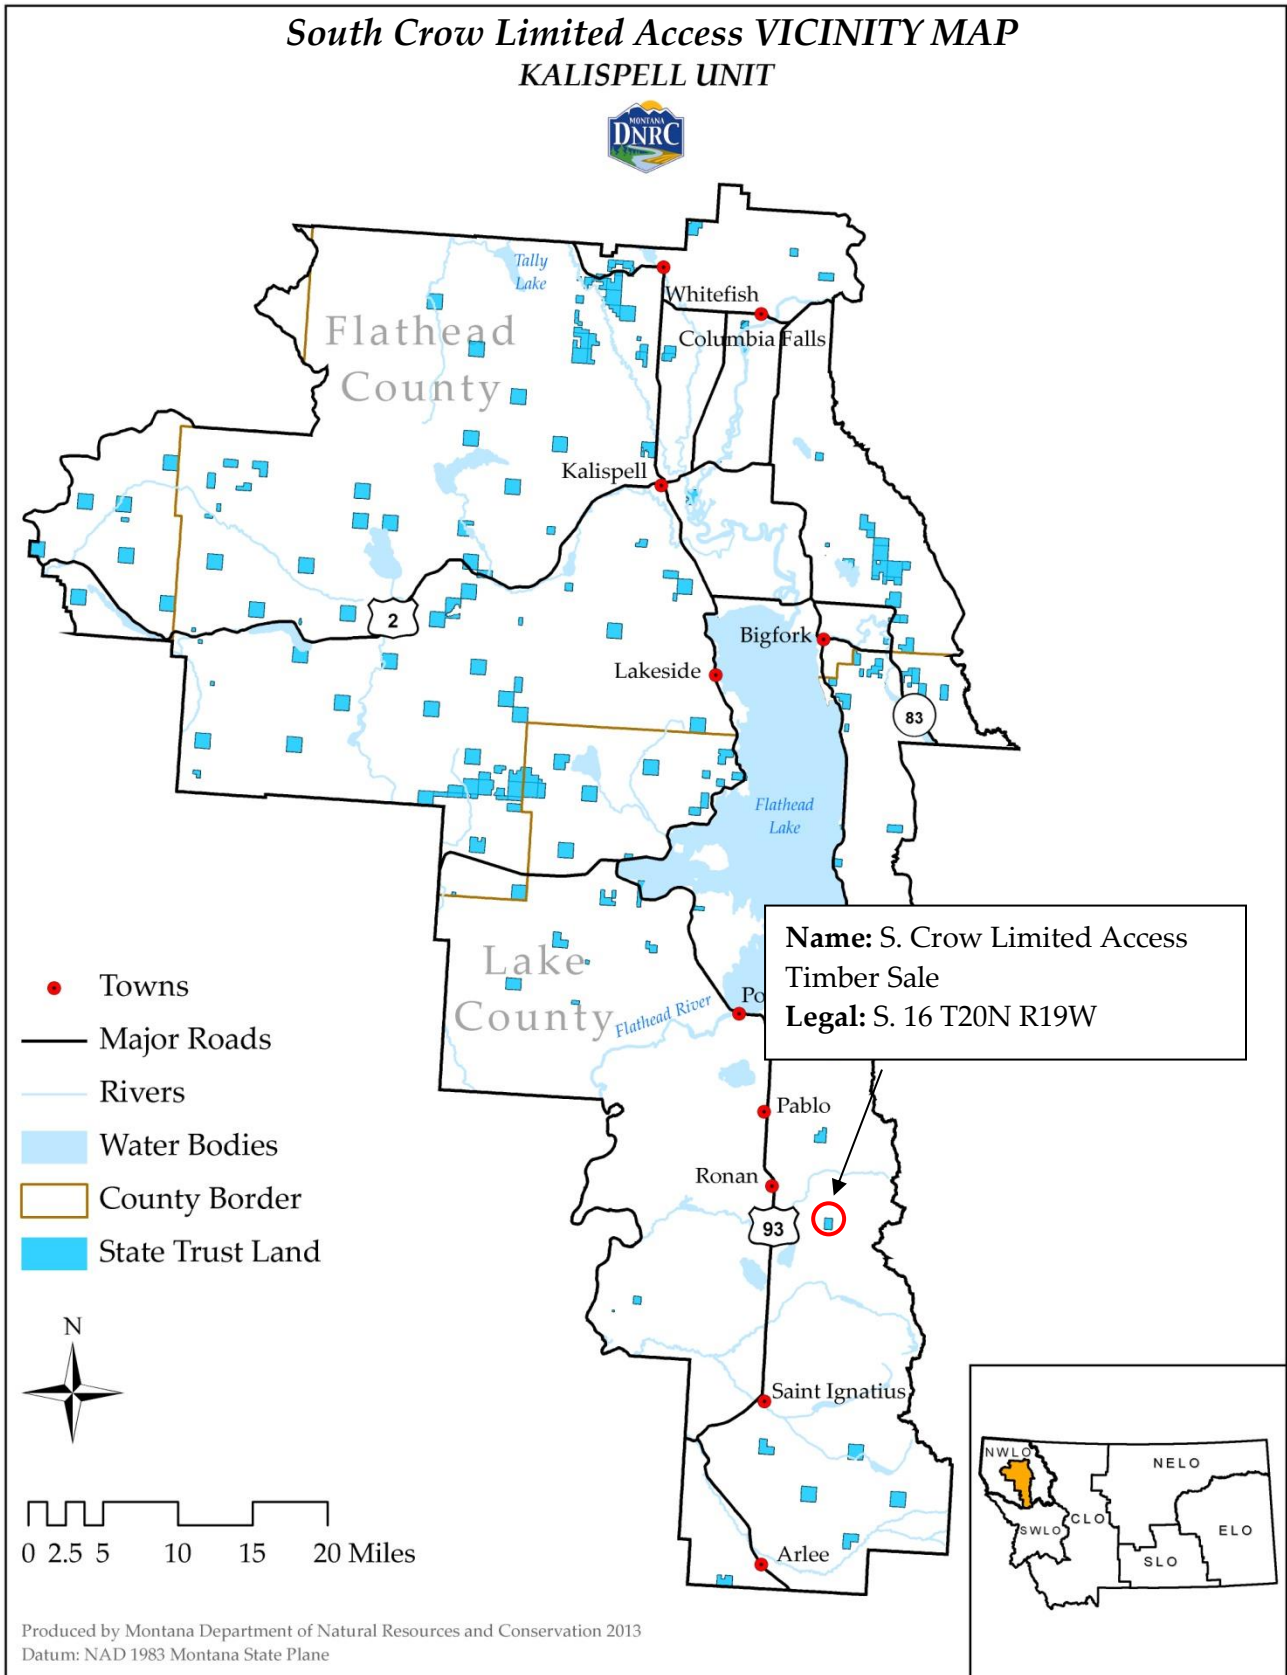 South Crow Limited Access VICINITY MAP
KALISPELL UNIT
MONTANA
DNRC
Tally
Lake
Whitefish
Columbia Falls
Flathead
County
Kalispell
2
Bigfork
Lakeside
83
Flathead
Lake
Name: S. Crow Limited Access
Timber Sale
Legal: S. 16 T20N R19W
Lake
County
Flathead River
Po
Towns
Major Roads
Rivers
Water Bodies
County Border
State Trust Land
Pablo
Ronan
93
Saint Ignatius
Arlee
N
0 2.5 5 10 15 20 Miles
NWLO
SWLO
CLO
NELO
SLO
ELO
Produced by Montana Department of Natural Resources and Conservation 2013
Datum: NAD 1983 Montana State Plane